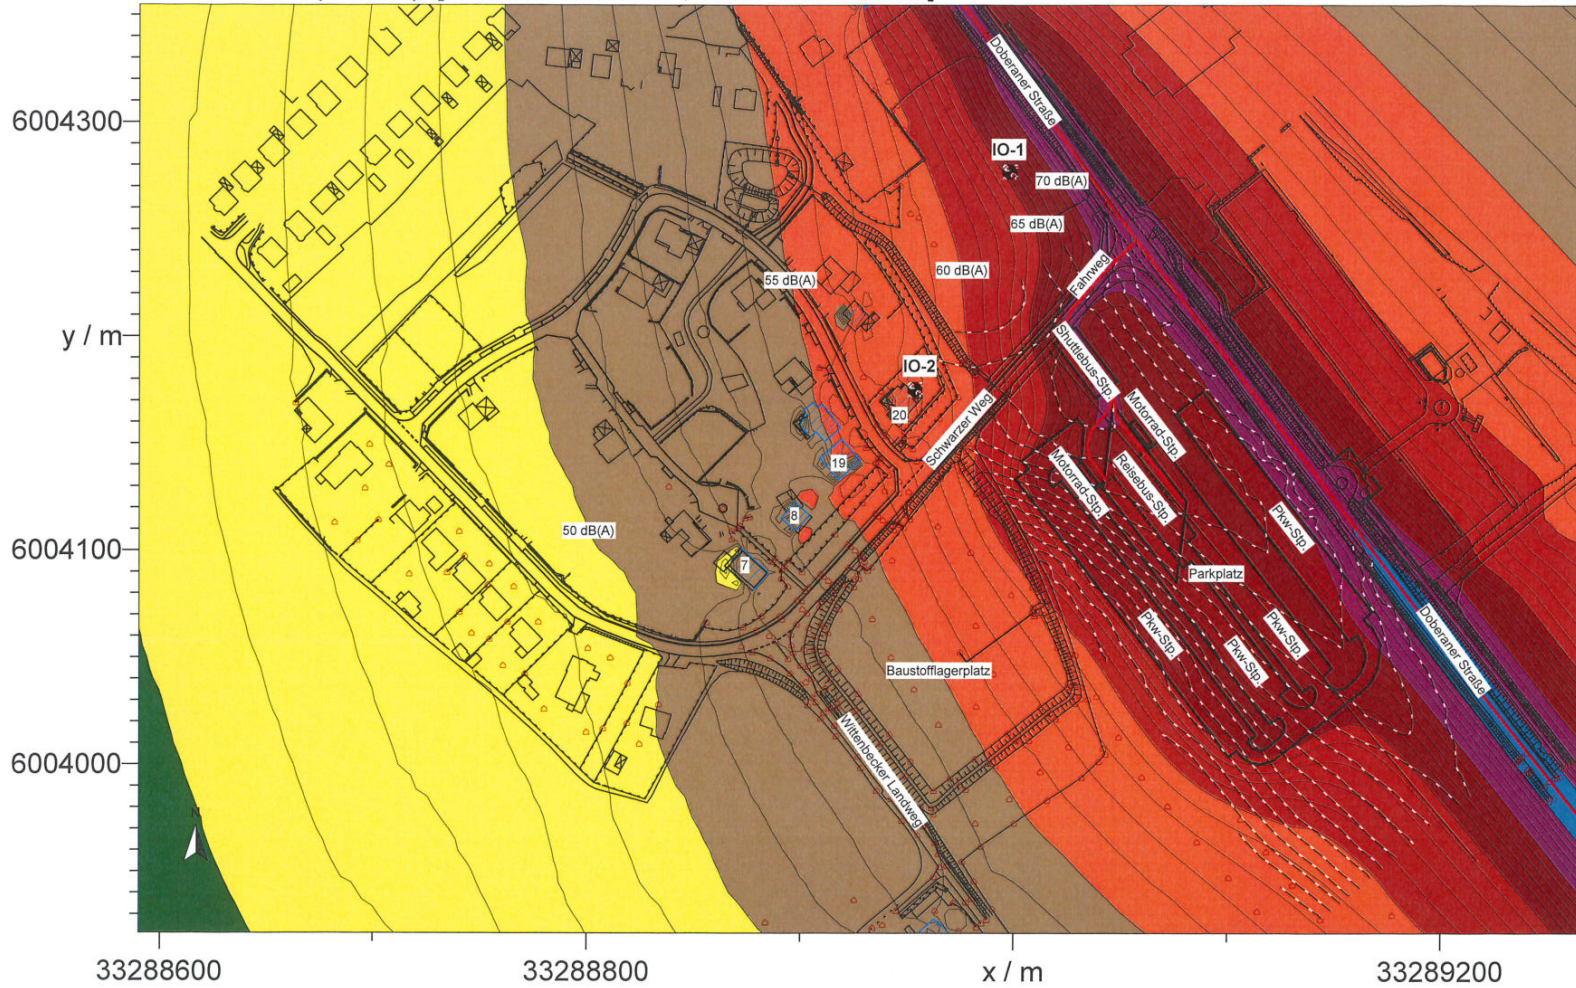 Doberaner Straße
6004300
IO-1
70 dB(A)
65 dB(A)
60 dB(A)
55 dB(A)
Fahrweg
y / m
Shuttlebus-Stp.
IO-2
20
Schwarzer Weg
Motorrad-Stp.
19
Motorrad-Stp.
Reisebus-Stp.
8
Pkw-Stp.
50 dB(A)
6004100
7
Parkplatz
Pkw-Stp.
Pkw-Stp.
Pkw-Stp.
Doberaner Straße
Baustofflagerplatz
6004000
Wittenbecker Landweg
N
33288600
33288800
x / m
33289200